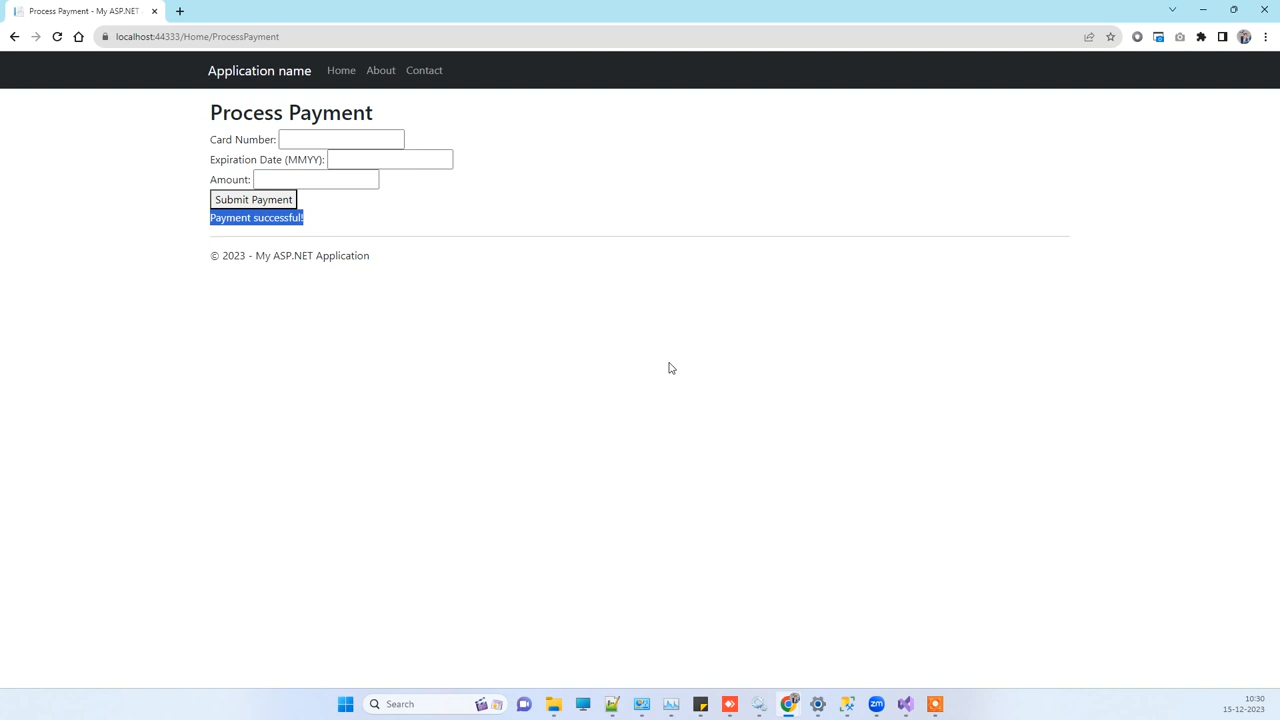 Process Payment - My ASP.NET
localhost:44333/Home/ProcessPayment
Application name Home About Contact
Process Payment
Card Number:
Expiration Date (MMYY):
Amount:
Submit Payment
Payment successful!
© 2023 - My ASP.NET Application
Search
10:30
15-12-2023